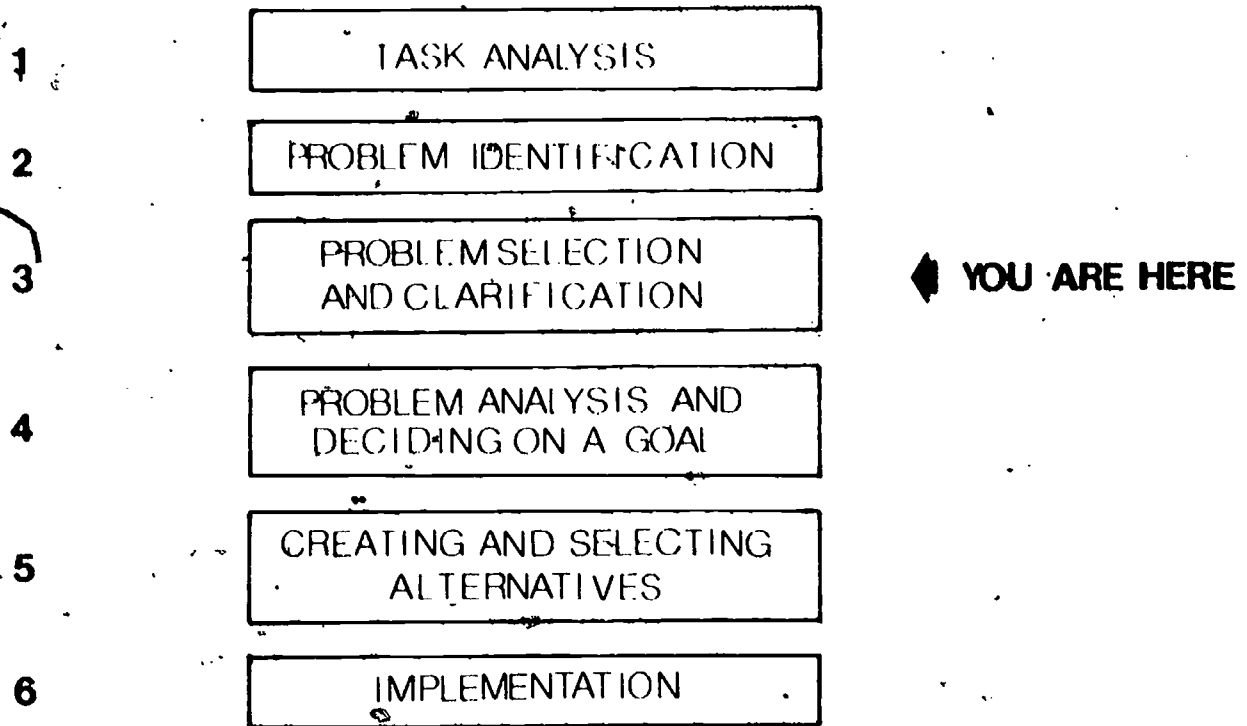 1 TASK ANALYSIS
2 PROBLEM IDENTIFICATION
PROBLEM SELECTION
3 AND CLARIFICATION YOU ARE HERE
4 PROBLEM ANALYSIS AND
DECIDING ON A GOAL
5 CREATING AND SELECTING
ALTERNATIVES
6 IMPLEMENTATION